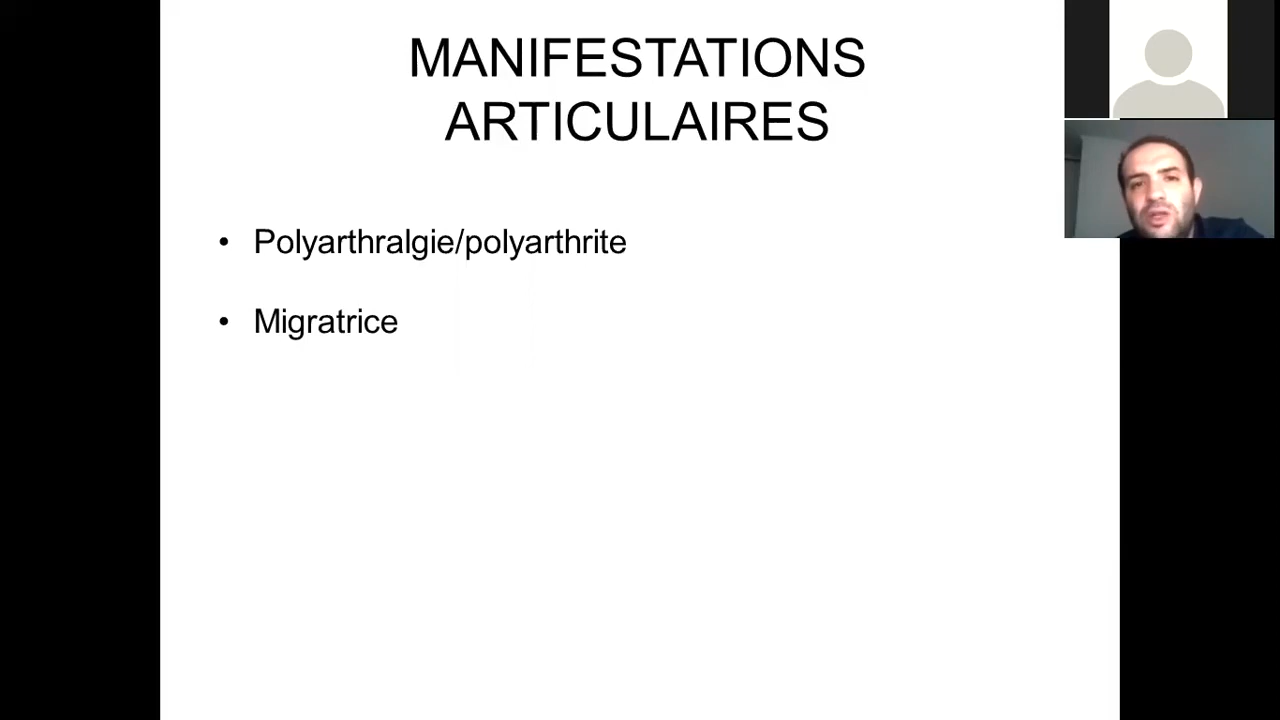 MANIFESTATIONS
ARTICULAIRES
• Polyarthralgie/polyarthrite
• Migratrice